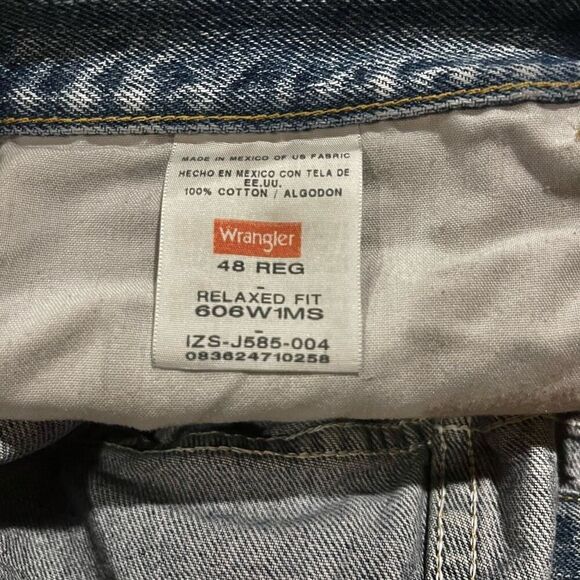 MADE IN MEXICO OF US FABRIC
HECHO EN MEXICO CON TELA DE
EE.UU.
100% COTTON / ALGODON
Wrangler
48 REG
-
RELAXED FIT
606W1MS
-
IZS-J585-004
083624710258